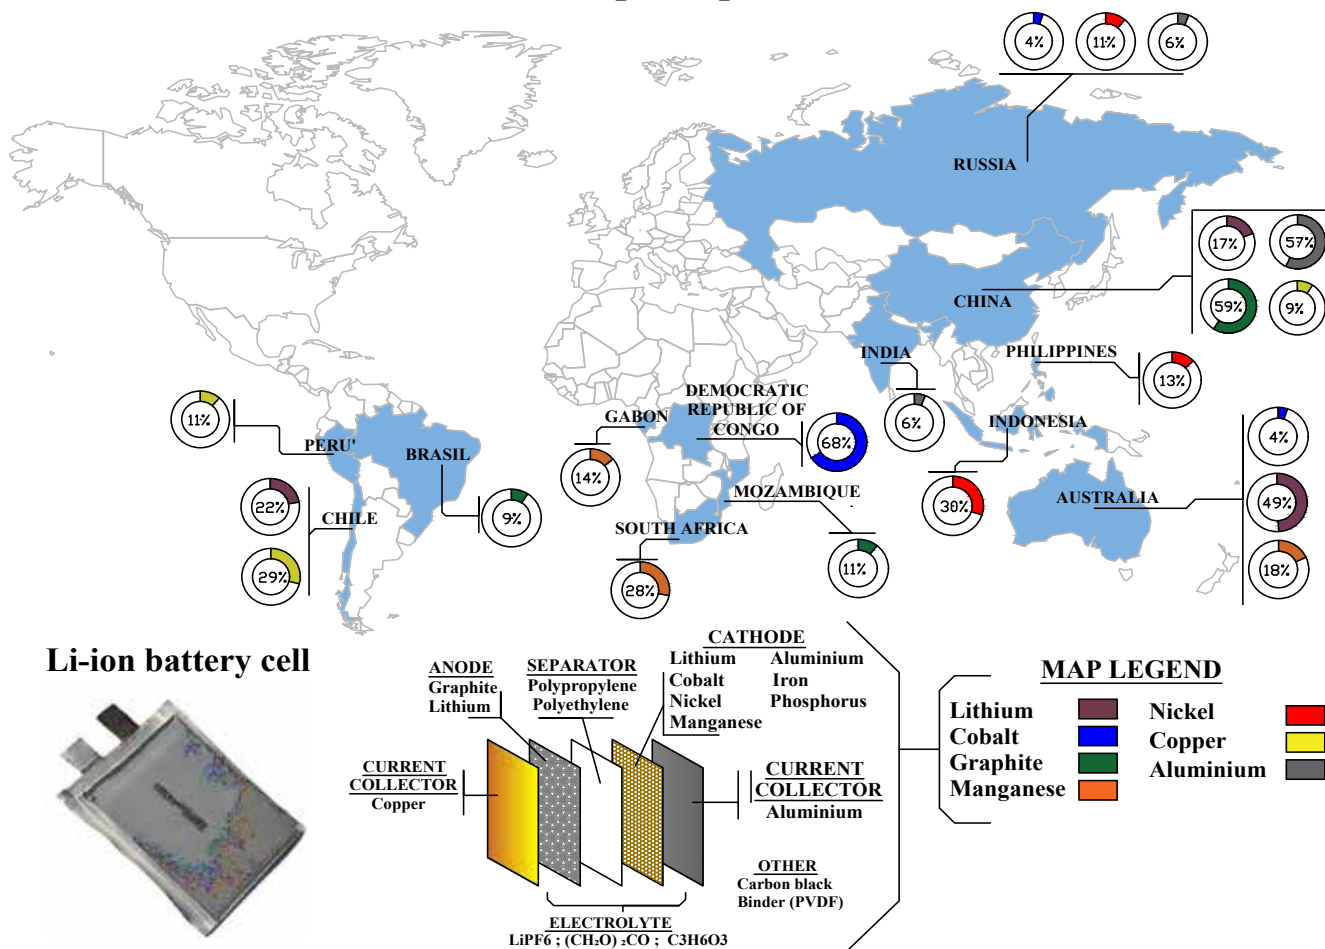 4% 11% 6%
RUSSIA
17% 57%
CHINA
59% 9%
INDIA
PHILIPPINES
13%
DEMOCRATIC
REPUBLIC OF
CONGO
GABON
68%
6%
INDONESIA
4%
11%
PERU'
BRASIL
14%
MOZAMBIQUE
30%
AUSTRALIA
49%
22%
CHILE
9%
SOUTH AFRICA
11%
18%
29%
28%
Li-ion battery cell
ANODE
Graphite
Lithium
SEPARATOR
Polypropylene
Polyethylene
CATHODE
Lithium Aluminium
Cobalt Iron
Nickel Phosphorus
Manganese
CURRENT
COLLECTOR
Copper
CURRENT
COLLECTOR
Aluminium
OTHER
Carbon black
Binder (PVDF)
ELECTROLYTE
LiPF6 ; (CH2O) 2CO ; C3H6O3
MAP LEGEND
Lithium Nickel
Cobalt Copper
Graphite Aluminium
Manganese